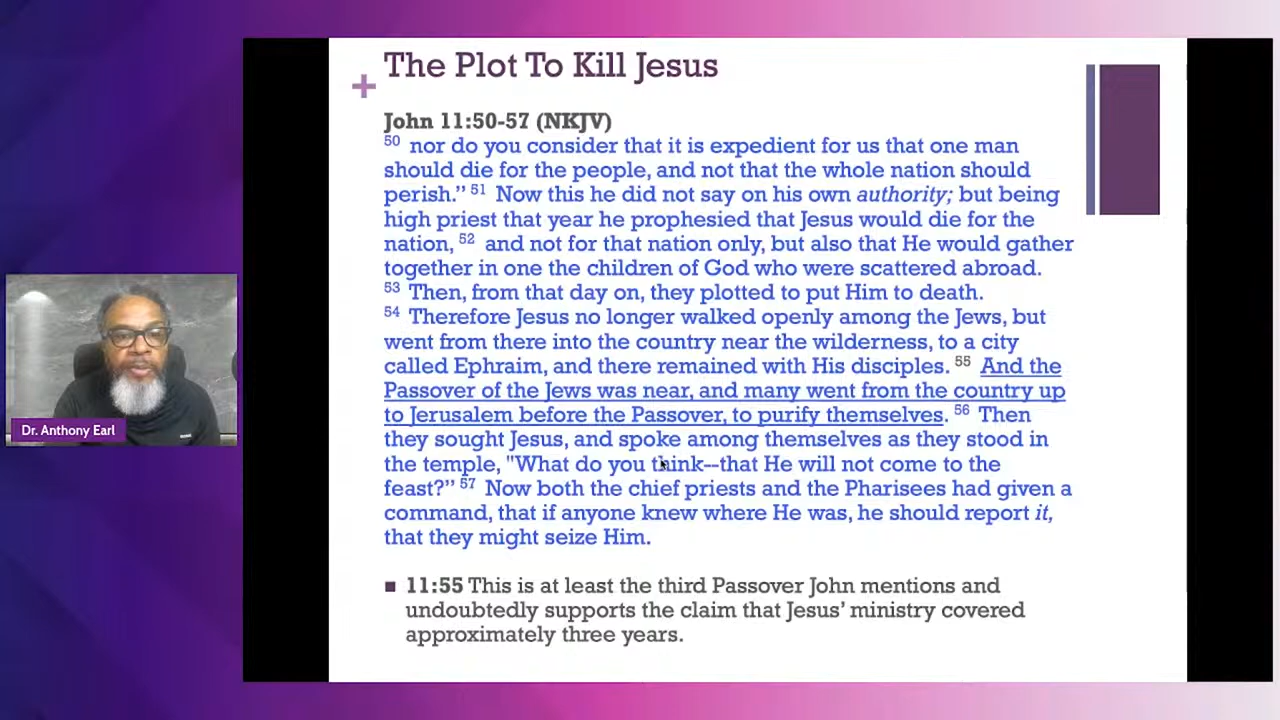 The Plot To Kill Jesus
+
John 11:50-57 (NKJV)
50 nor do you consider that it is expedient for us that one man
should die for the people, and not that the whole nation should
perish.” 51 Now this he did not say on his own authority; but being
high priest that year he prophesied that Jesus would die for the
nation, 52 and not for that nation only, but also that He would gather
together in one the children of God who were scattered abroad.
53 Then, from that day on, they plotted to put Him to death.
54 Therefore Jesus no longer walked openly among the Jews, but
went from there into the country near the wilderness, to a city
called Ephraim, and there remained with His disciples. 55 And the
Passover of the Jews was near, and many went from the country up
to Jerusalem before the Passover, to purify themselves. 56 Then
they sought Jesus, and spoke among themselves as they stood in
the temple, "What do you think--that He will not come to the
feast?” 57 Now both the chief priests and the Pharisees had given a
command, that if anyone knew where He was, he should report it,
that they might seize Him.
■ 11:55 This is at least the third Passover John mentions and
undoubtedly supports the claim that Jesus’ ministry covered
approximately three years.
Dr. Anthony Earl